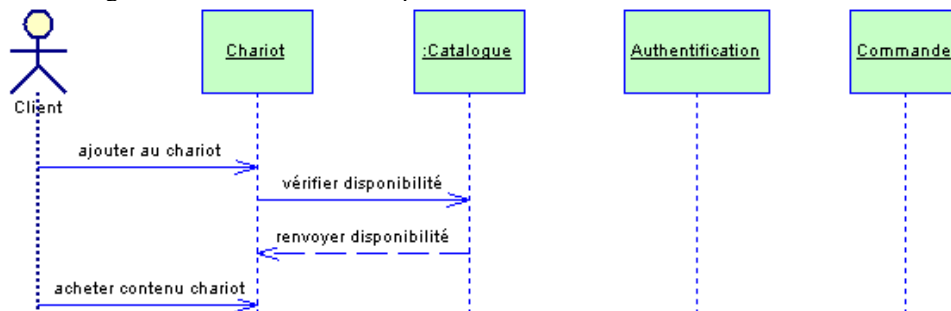 Chariot
:Catalogue
Authentification
Commande
Client
ajouter au chariot
vérifier disponibilité
renvoyer disponibilité
acheter contenu chariot